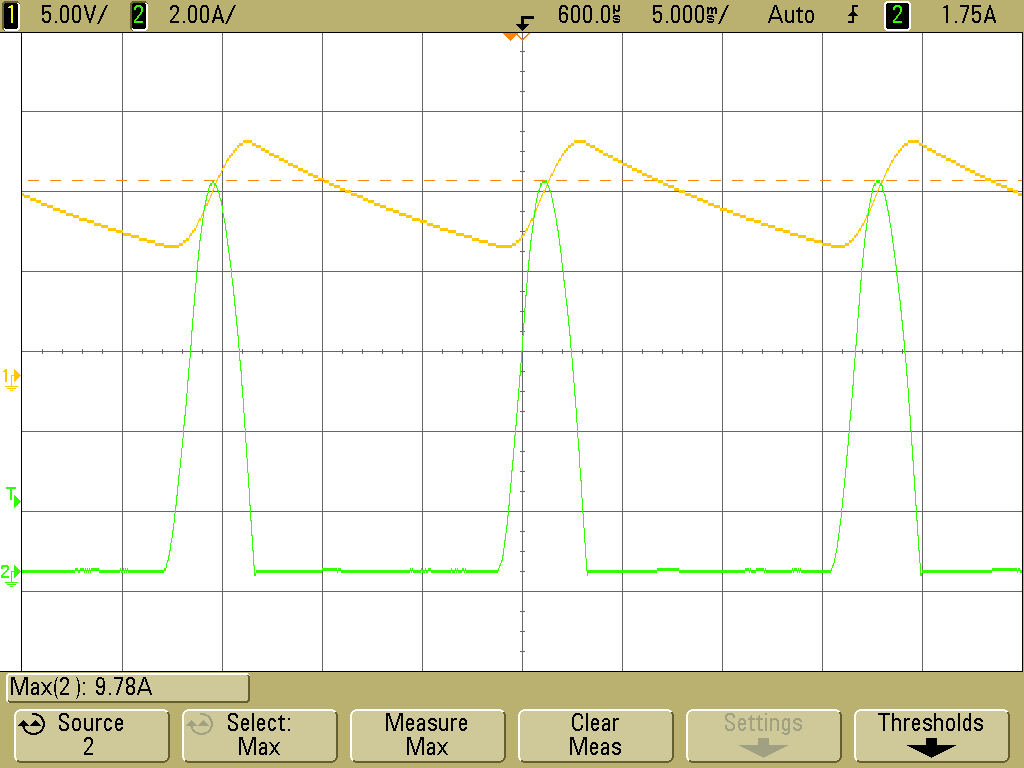 1 5.00V/ 2 2.00A/ 600.0µs 5.000ms/ Auto 2 1.75A
1
T
2
Max(2): 9.78A
Source Select: Measure Clear Settings Thresholds
2 Max Max Meas